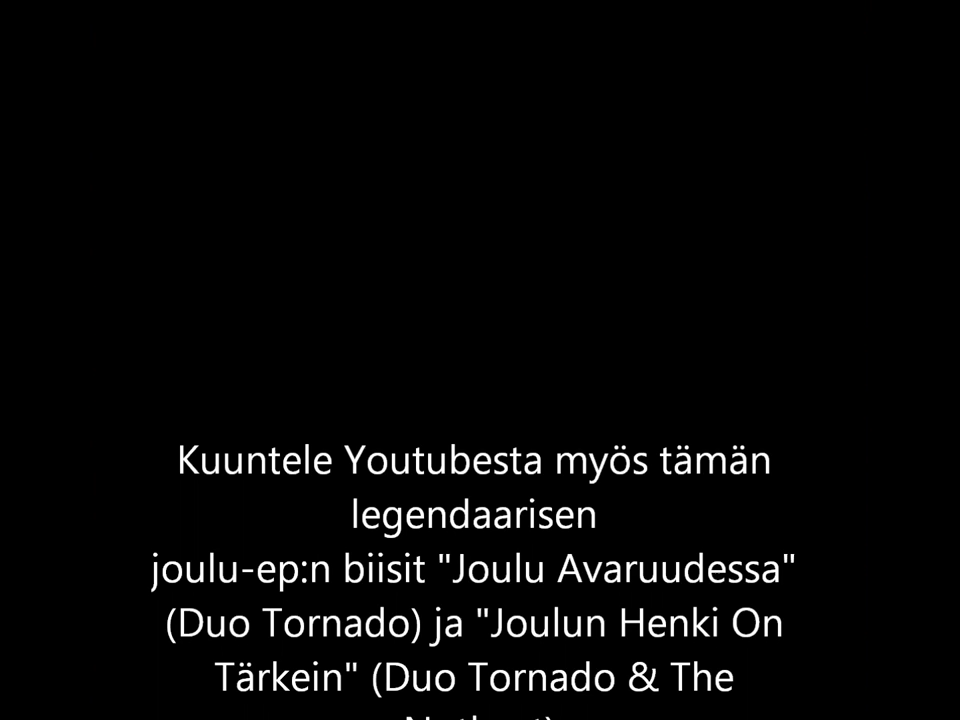 Kuuntele Youtubesta myös tämän
legendaarisen
joulu-ep:n biisit "Joulu Avaruudessa"
(Duo Tornado) ja "Joulun Henki On
Tärkein" (Duo Tornado & The